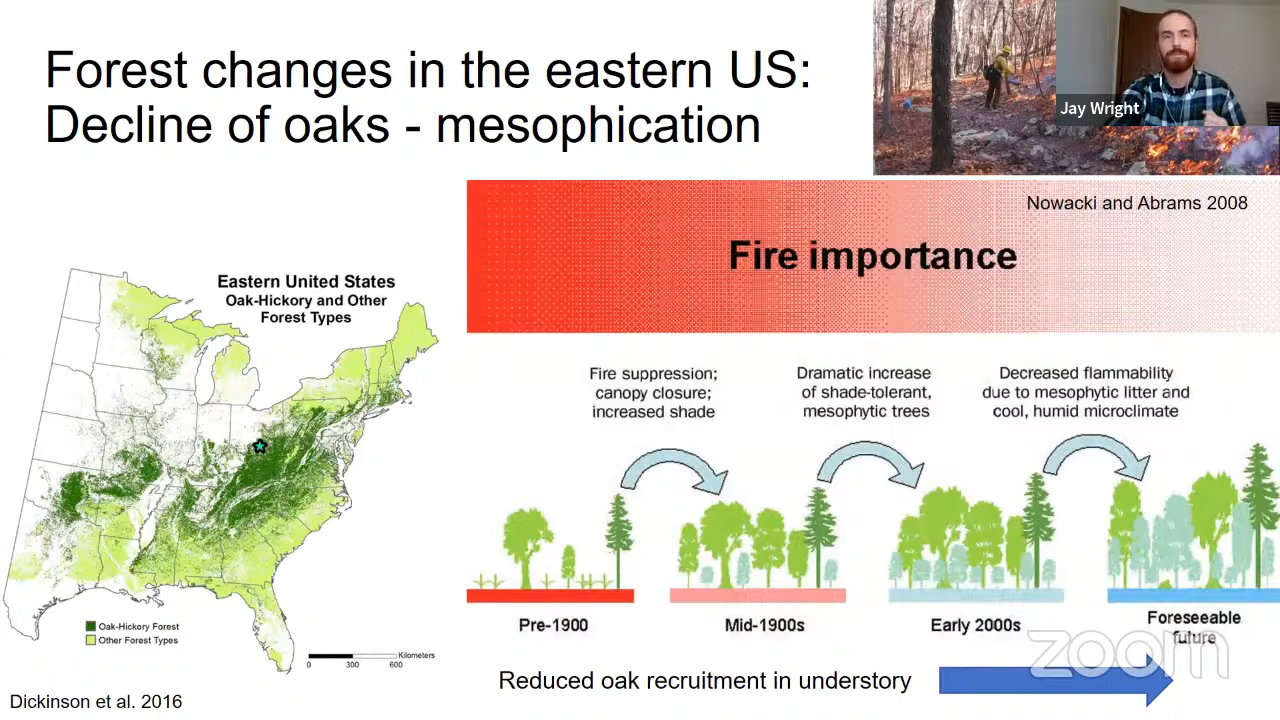 Forest changes in the eastern US:
Decline of oaks - mesophication
Jay Wright
Nowacki and Abrams 2008
Fire importance
Eastern United States
Oak-Hickory and Other
Forest Types
Oak-Hickory Forest
Other Forest Types
Kilometers
0 300 600
Dickinson et al. 2016
Fire suppression;
canopy closure;
increased shade
Dramatic increase
of shade-tolerant,
mesophytic trees
Decreased flammability
due to mesophytic litter and
cool, humid microclimate
Pre-1900
Mid-1900s
Early 2000s
Foreseeable
future
Reduced oak recruitment in understory
zoom